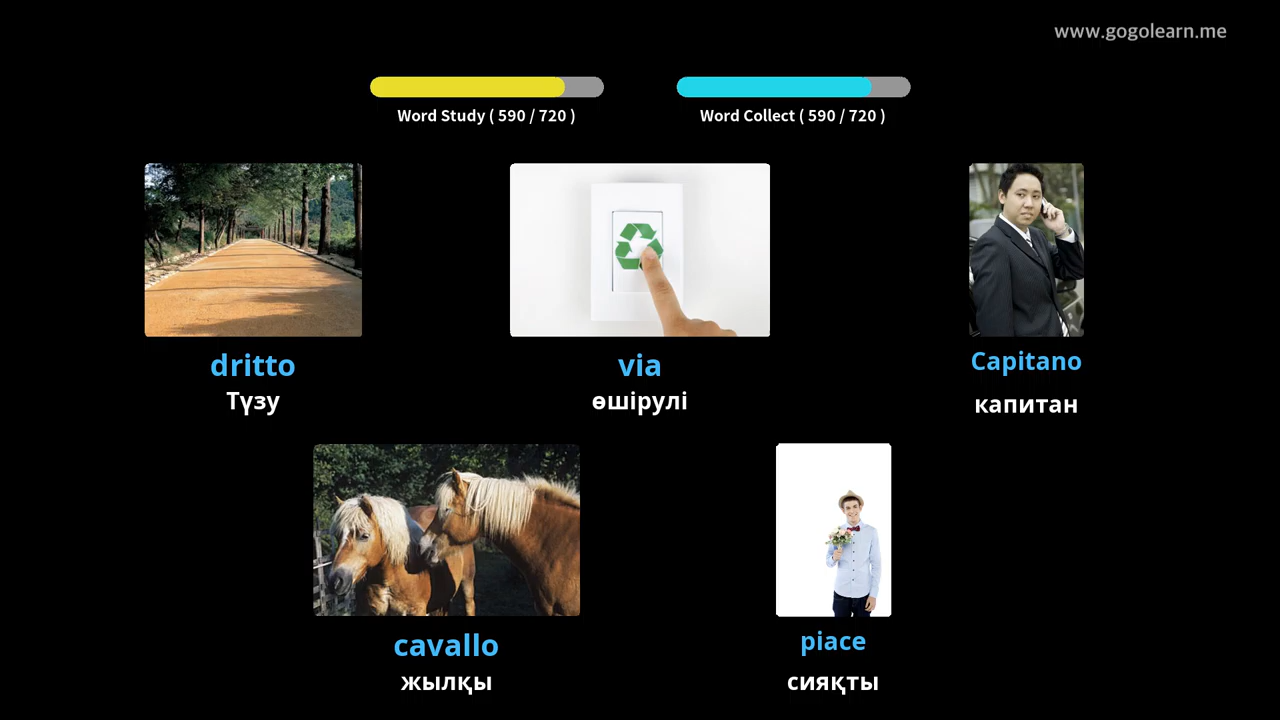 www.gogolearn.me
Word Study ( 590 / 720 )
Word Collect ( 590 / 720 )
dritto
Түзу
via
өшірулі
Capitano
капитан
cavallo
жылқы
piace
сияқты